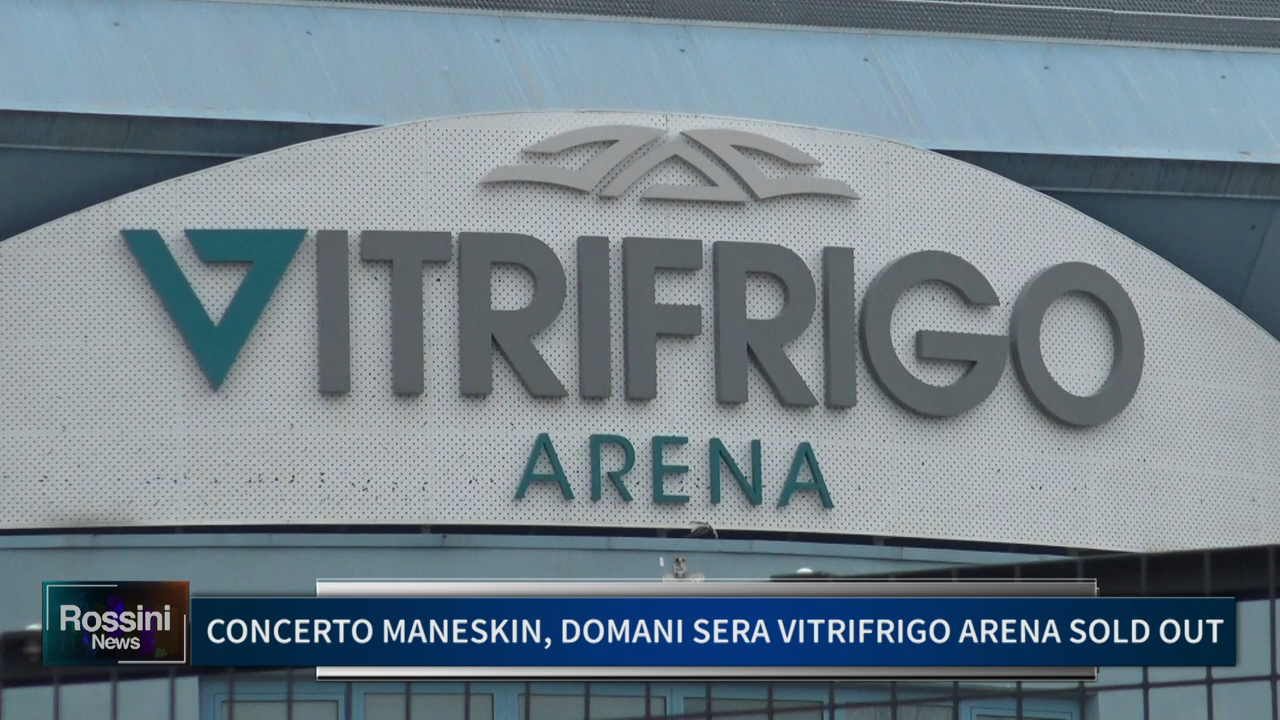 VITRIFRIGO
ARENA
Rossini
News
CONCERTO MANESKIN, DOMANI SERA VITRIFRIGO ARENA SOLD OUT